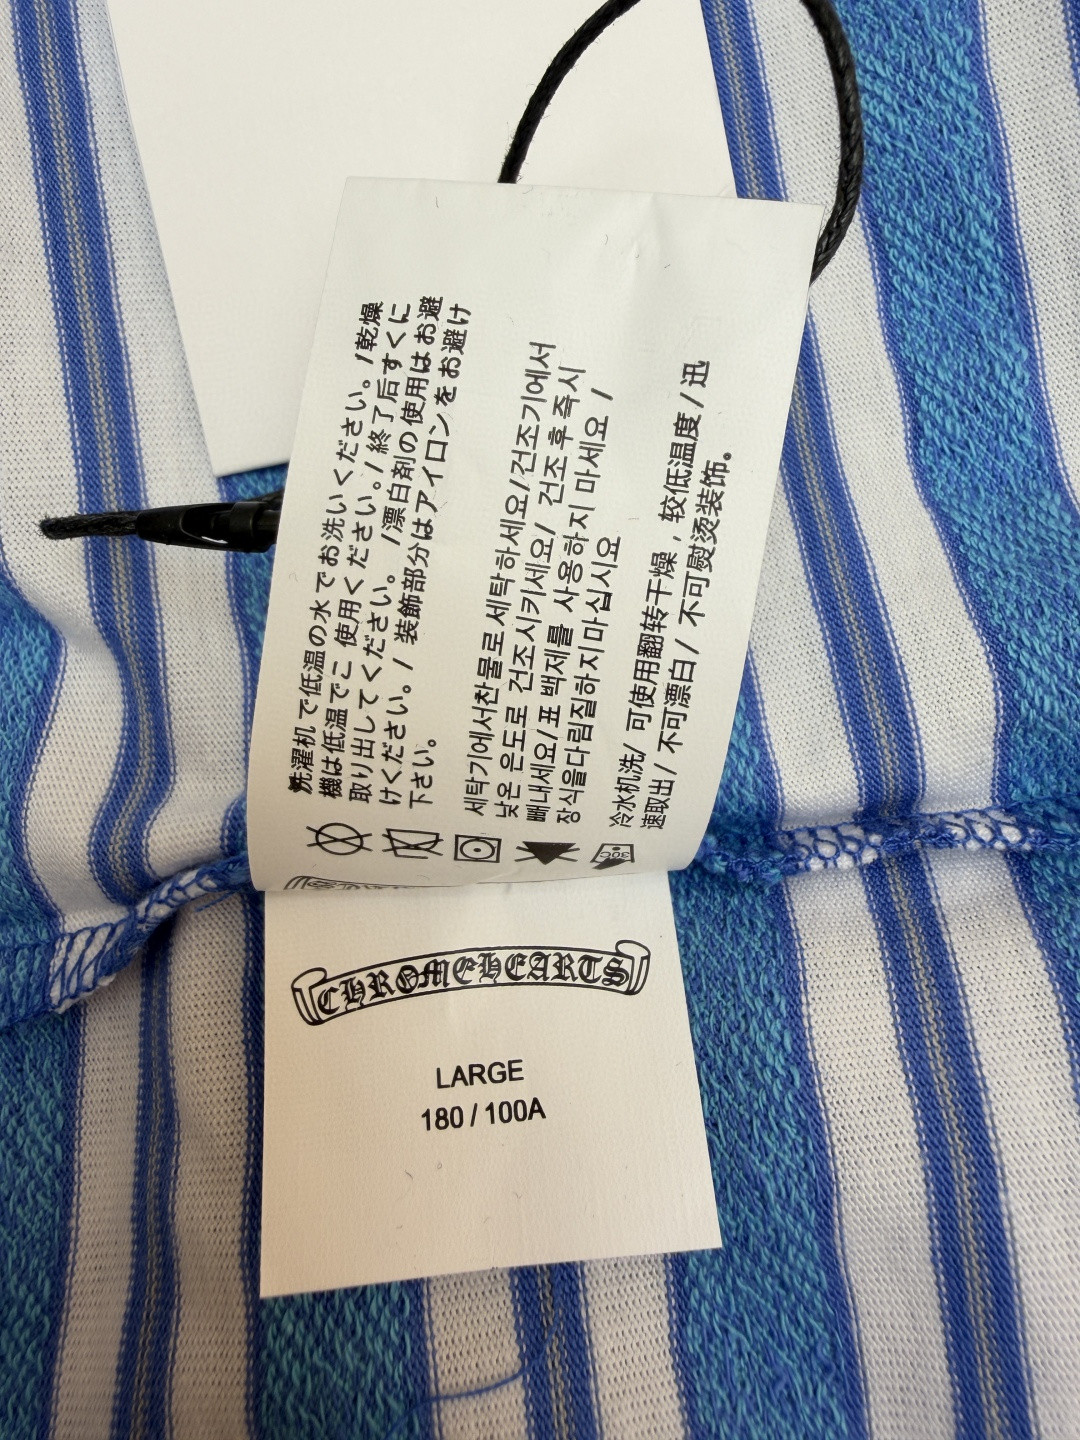 洗濯机で低温の水でお洗いください。/乾燥
機は低温でご使用ください。/終了后すぐに
取り出してください。/漂白剤の使用はお避
けください。/装飾部分はアイロンをお避け
下さい。
세탁기에서찬물로세탁하세요/건조기에서
낮은 온도로 건조시키세요/ 건조 후 즉시
빼내세요/표 백제를 사용하지 마세요 /
장식을다림질하지마십시요
冷水机洗/ 可使用翻转干燥，较低温度/迅
速取出/ 不可漂白/ 不可熨烫装饰。
30C
CHROME HEARTS
LARGE
180 / 100A